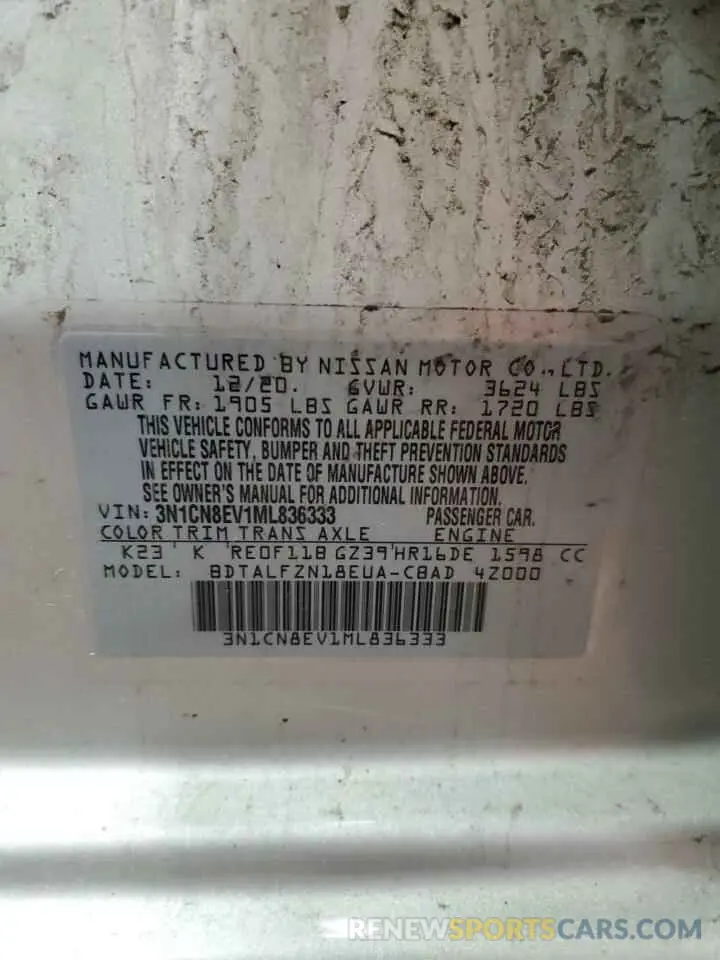 MANUFACTURED BY NISSAN MOTOR CO., LTD.
DATE: 12/20. GVWR: 3624 LBS
GAWR FR: 1905 LBS GAWR RR: 1720 LBS
THIS VEHICLE CONFORMS TO ALL APPLICABLE FEDERAL MOTOR
VEHICLE SAFETY, BUMPER AND THEFT PREVENTION STANDARDS
IN EFFECT ON THE DATE OF MANUFACTURE SHOWN ABOVE.
SEE OWNER'S MANUAL FOR ADDITIONAL INFORMATION.
VIN: 3N1CN8EV1ML836333 PASSENGER CAR.
COLOR TRIM TRANS AXLE ENGINE
K23 K RE0F11B GZ39 HR16DE 1598 CC
MODEL: BDTALFZN18EUA-CBAD 4Z000
3N1CN8EV1ML836333
RENEWSPORTSCARS.COM